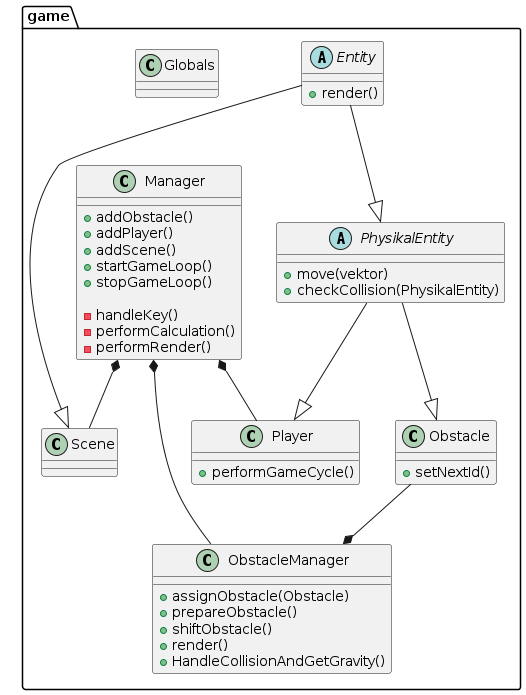 game
C Globals
A Entity
render()
C Manager
addObstacle()
addPlayer()
addScene()
startGameLoop()
stopGameLoop()
handleKey()
performCalculation()
performRender()
A PhysikalEntity
move(vektor)
checkCollision(PhysikalEntity)
C Scene
C Player
performGameCycle()
C Obstacle
setNextId()
C ObstacleManager
assignObstacle(Obstacle)
prepareObstacle()
shiftObstacle()
render()
HandleCollisionAndGetGravity()